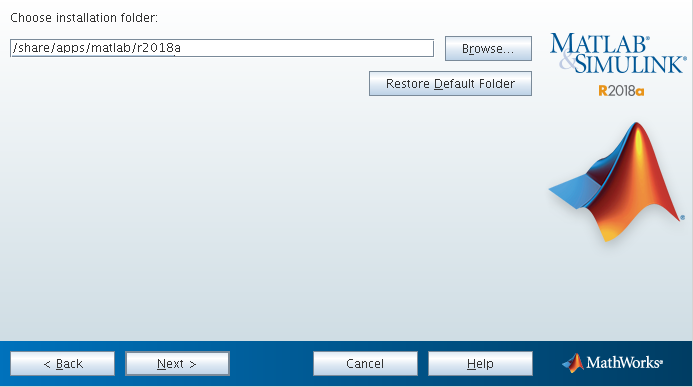 Choose installation folder:
/share/apps/matlab/r2018a
Browse...
Restore Default Folder
MATLAB®
&SIMULINK®
R2018a
®
< Back
Next >
Cancel
Help
MathWorks®